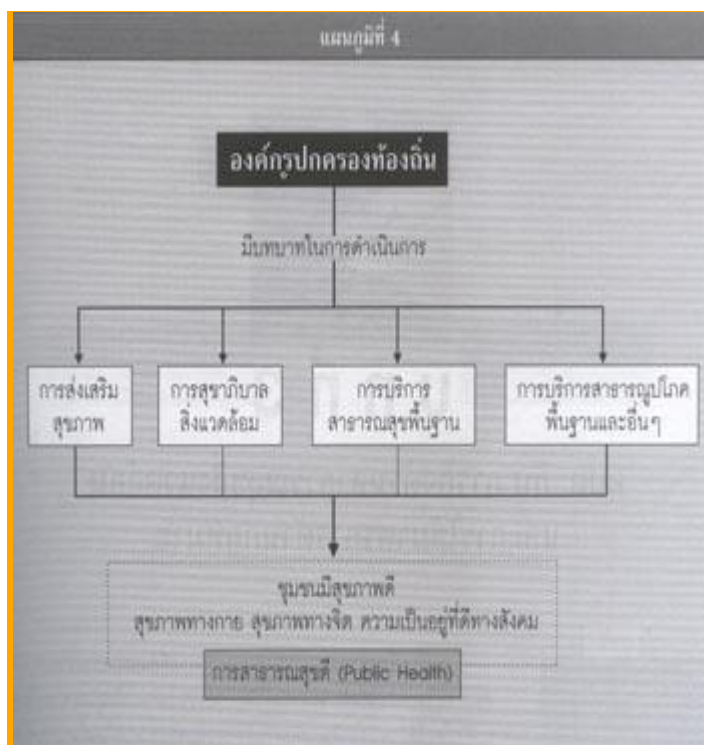 แผนภูมิที่ 4
องค์กรปกครองท้องถิ่น
มีบทบาทในการดำเนินการ
การส่งเสริม
สุขภาพ
การสุขาภิบาล
สิ่งแวดล้อม
การบริการ
สาธารณสุขพื้นฐาน
การบริการสาธารณูปโภค
พื้นฐานและอื่นๆ
ชุมชนมีสุขภาพดี
สุขภาพทางกาย สุขภาพทางจิต ความเป็นอยู่ที่ดีทางสังคม
การสาธารณสุขดี (Public Health)